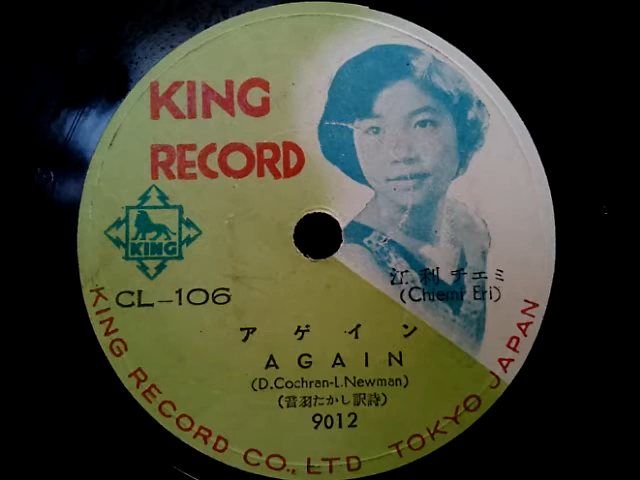 KING
RECORD
KING
江利チエミ
(Chiemi Eri)
CL-106
アゲイン
AGAIN
(D.Cochran-L.Newman)
(音羽たかし訳詩)
9012
KING RECORD CO., LTD TOKYO JAPAN